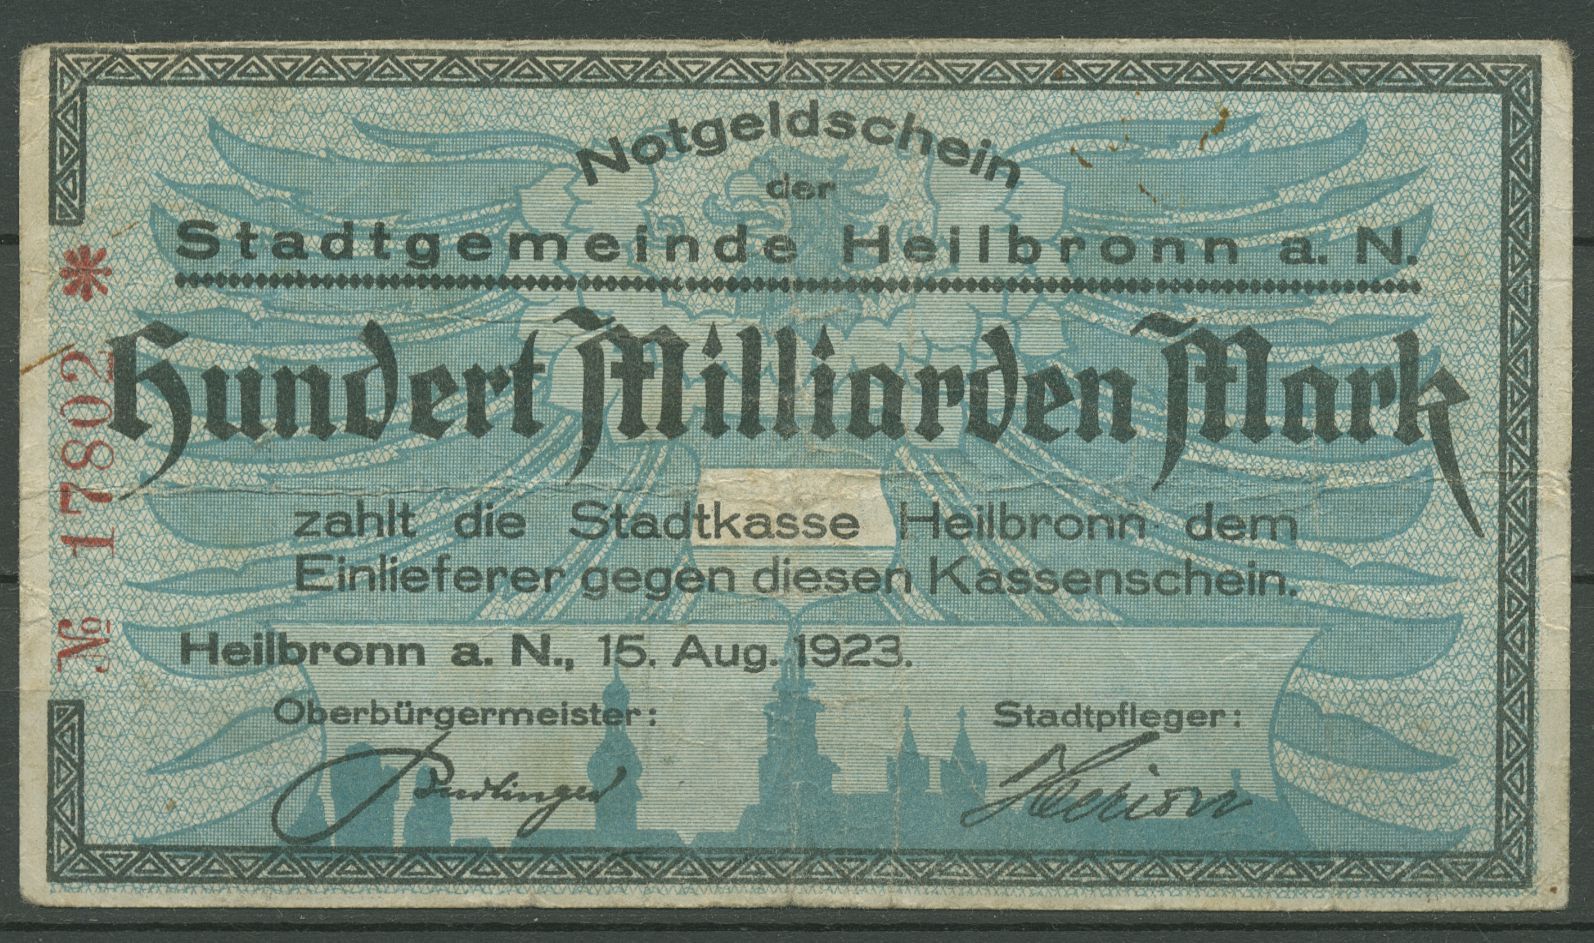 Notgeldschein
der
Stadtgemeinde Heilbronn a. N.
Hundert Milliarden Mark
zahlt die Stadtkasse Heilbronn dem
Einlieferer gegen diesen Kassenschein.
Heilbronn a. N., 15. Aug. 1923.
Oberbürgermeister:
Stadtpfleger:
№ 17802 *